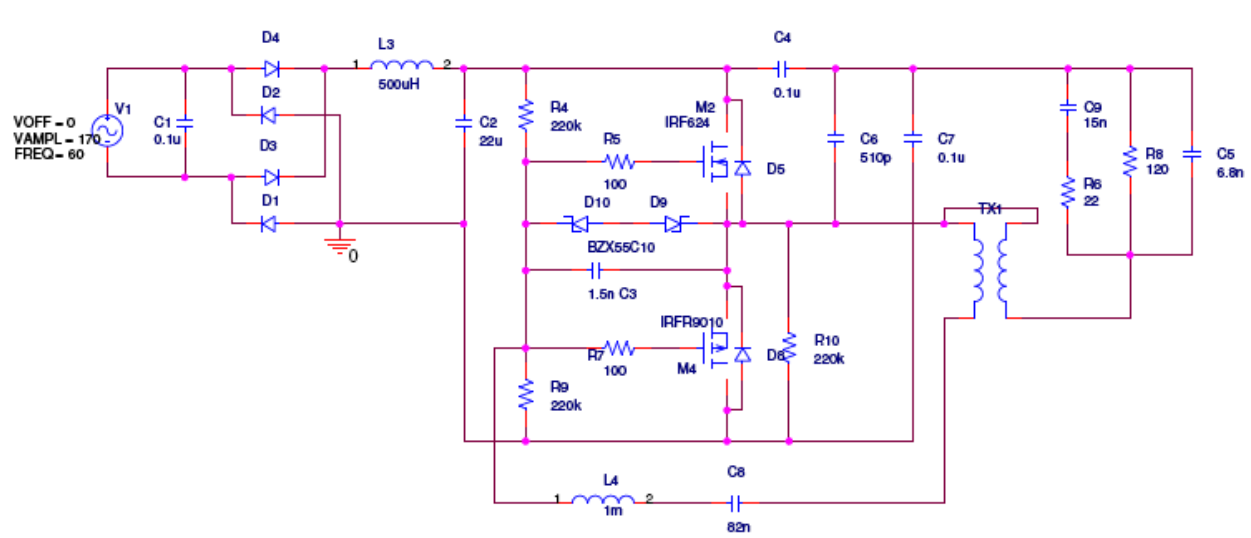 D4
L3
1
2
500uH
C4
0.1u
D2
V1
VOFF = 0
VAMPL = 170
FREQ = 60
C1
0.1u
D3
D1
0
C2
22u
R4
220k
R5
100
M2
IRF624
D5
C6
510p
C7
0.1u
C9
15n
R6
22
R8
120
C5
6.8n
D10
D9
BZX55C10
1.5n C3
TX1
IRFR9010
R7
100
M4
D6
R10
220k
R9
220k
L4
1
2
1m
C8
82n